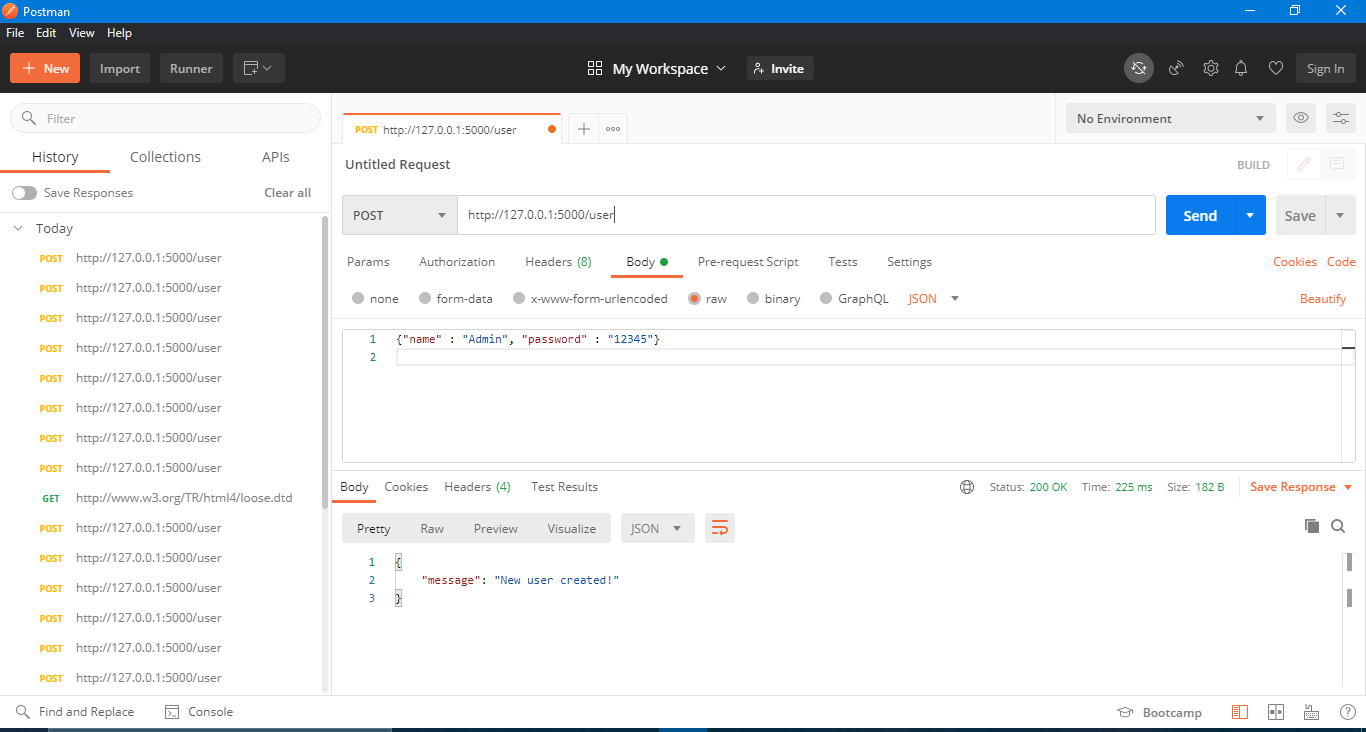 Postman
File Edit View Help
New Import Runner My Workspace Invite Sign In
Filter
History Collections APIs
Save Responses Clear all
Today
POST http://127.0.0.1:5000/user
POST http://127.0.0.1:5000/user
POST http://127.0.0.1:5000/user
POST http://127.0.0.1:5000/user
POST http://127.0.0.1:5000/user
POST http://127.0.0.1:5000/user
POST http://127.0.0.1:5000/user
POST http://127.0.0.1:5000/user
GET http://www.w3.org/TR/html4/loose.dtd
POST http://127.0.0.1:5000/user
POST http://127.0.0.1:5000/user
POST http://127.0.0.1:5000/user
POST http://127.0.0.1:5000/user
POST http://127.0.0.1:5000/user
POST http://127.0.0.1:5000/user
POST http://127.0.0.1:5000/user No Environment
Untitled Request BUILD
POST http://127.0.0.1:5000/user Send Save
Params Authorization Headers (8) Body Pre-request Script Tests Settings Cookies Code
none form-data x-www-form-urlencoded raw binary GraphQL JSON Beautify
1 {"name" : "Admin", "password" : "12345"}
2
Body Cookies Headers (4) Test Results Status: 200 OK Time: 225 ms Size: 182 B Save Response
Pretty Raw Preview Visualize JSON
1 {
2 "message": "New user created!"
3 }
Find and Replace Console Bootcamp